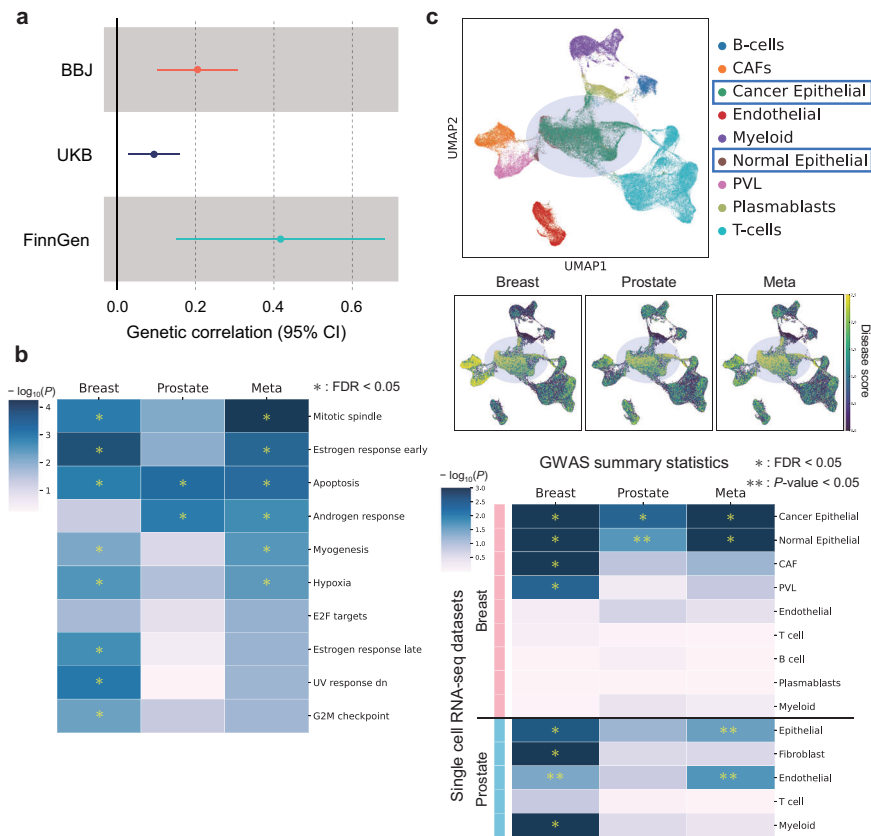 a
BBJ
UKB
FinnGen
0.0
0.2
0.4
0.6
Genetic correlation (95% CI)
b
− log₁₀(P)
4
3
2
1
Breast
Prostate
Meta
* : FDR < 0.05
* * Mitotic spindle
* * Estrogen response early
* * * Apoptosis
* * Androgen response
* * Myogenesis
* * Hypoxia
E2F targets
* Estrogen response late
* UV response dn
* G2M checkpoint
c
UMAP2
UMAP1
B-cells
CAFs
Cancer Epithelial
Endothelial
Myeloid
Normal Epithelial
PVL
Plasmablasts
T-cells
Breast
Prostate
Meta
Disease score
GWAS summary statistics
* : FDR < 0.05
** : P-value < 0.05
− log₁₀(P)
3.0
2.5
2.0
1.5
1.0
0.5
Breast
Prostate
Meta
Single cell RNA-seq datasets
Breast
* * * Cancer Epithelial
* ** * Normal Epithelial
* CAF
* PVL
Endothelial
T cell
B cell
Plasmablasts
Myeloid
Prostate
* ** Epithelial
* Fibroblast
** ** Endothelial
T cell
* Myeloid